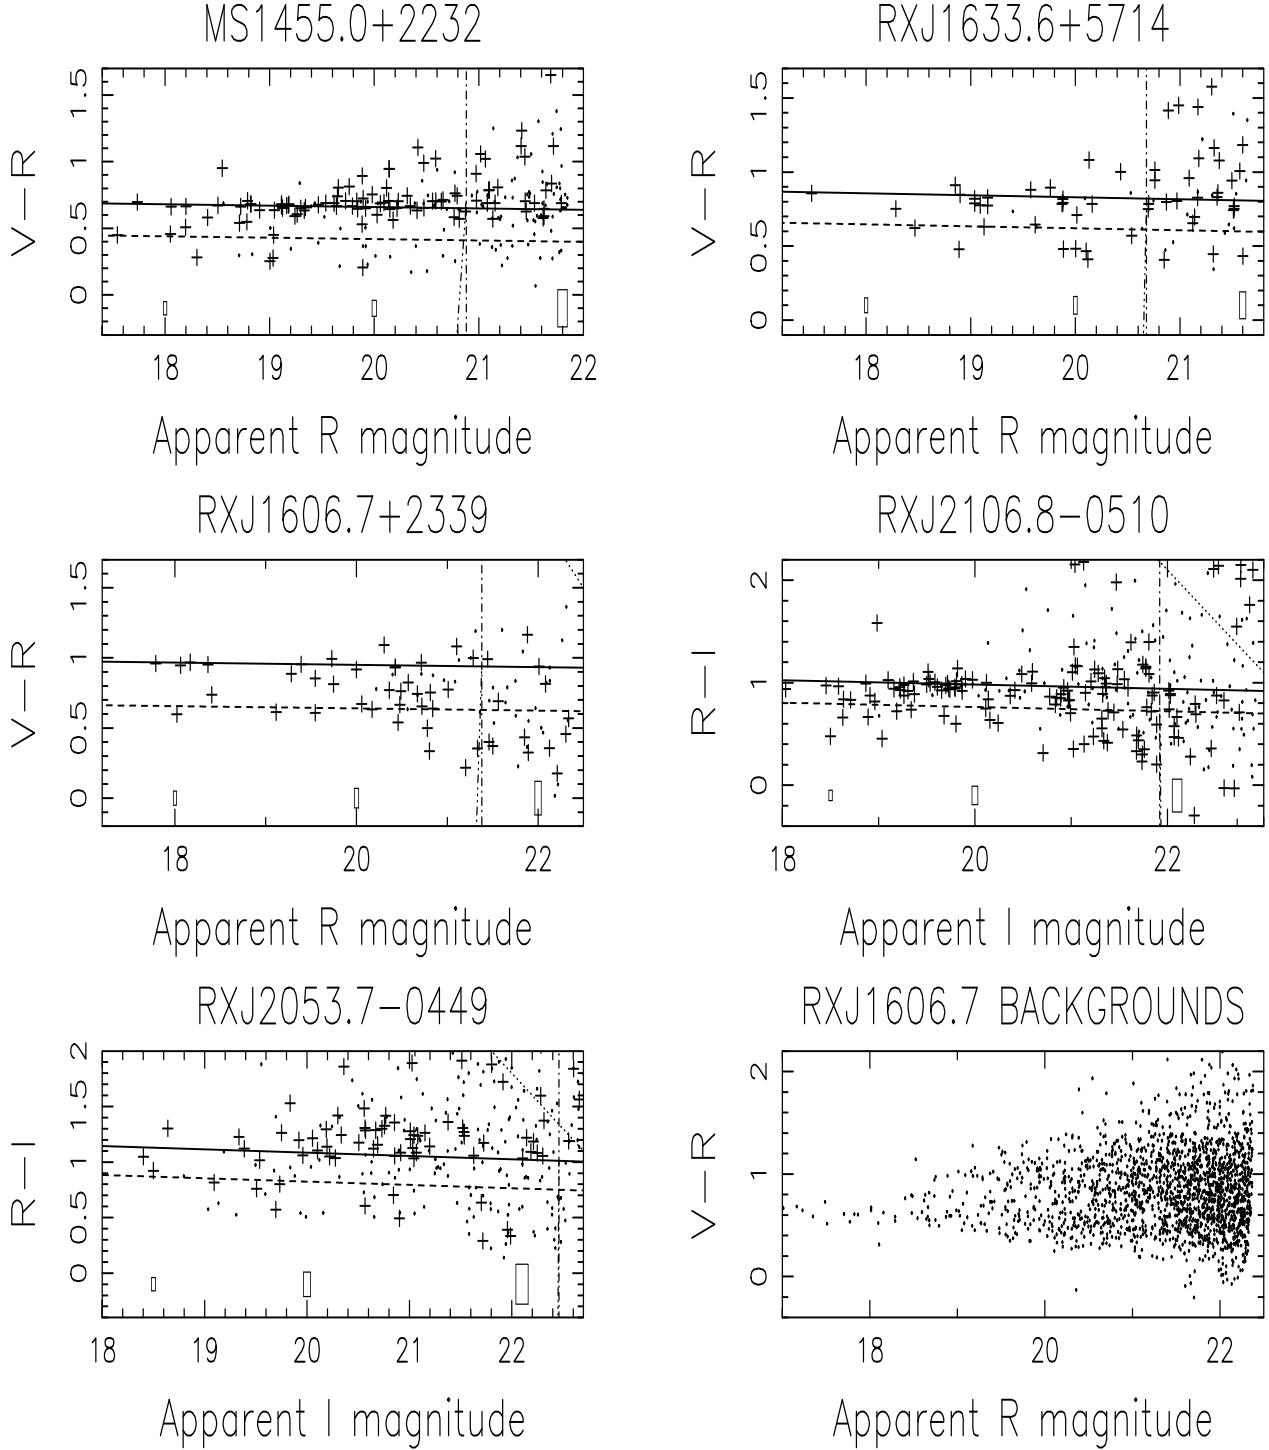 MS1455.0+2232
V−R
0 0.5 1 1.5
18 19 20 21 22
Apparent R magnitude
RXJ1633.6+5714
V−R
0 0.5 1 1.5
18 19 20 21
Apparent R magnitude
RXJ1606.7+2339
V−R
0 0.5 1 1.5
18 20 22
Apparent R magnitude
RXJ2106.8−0510
R−I
0 1 2
18 20 22
Apparent I magnitude
RXJ2053.7−0449
R−I
0 0.5 1 1.5 2
18 19 20 21 22
Apparent I magnitude
RXJ1606.7 BACKGROUNDS
V−R
0 1 2
18 20 22
Apparent R magnitude